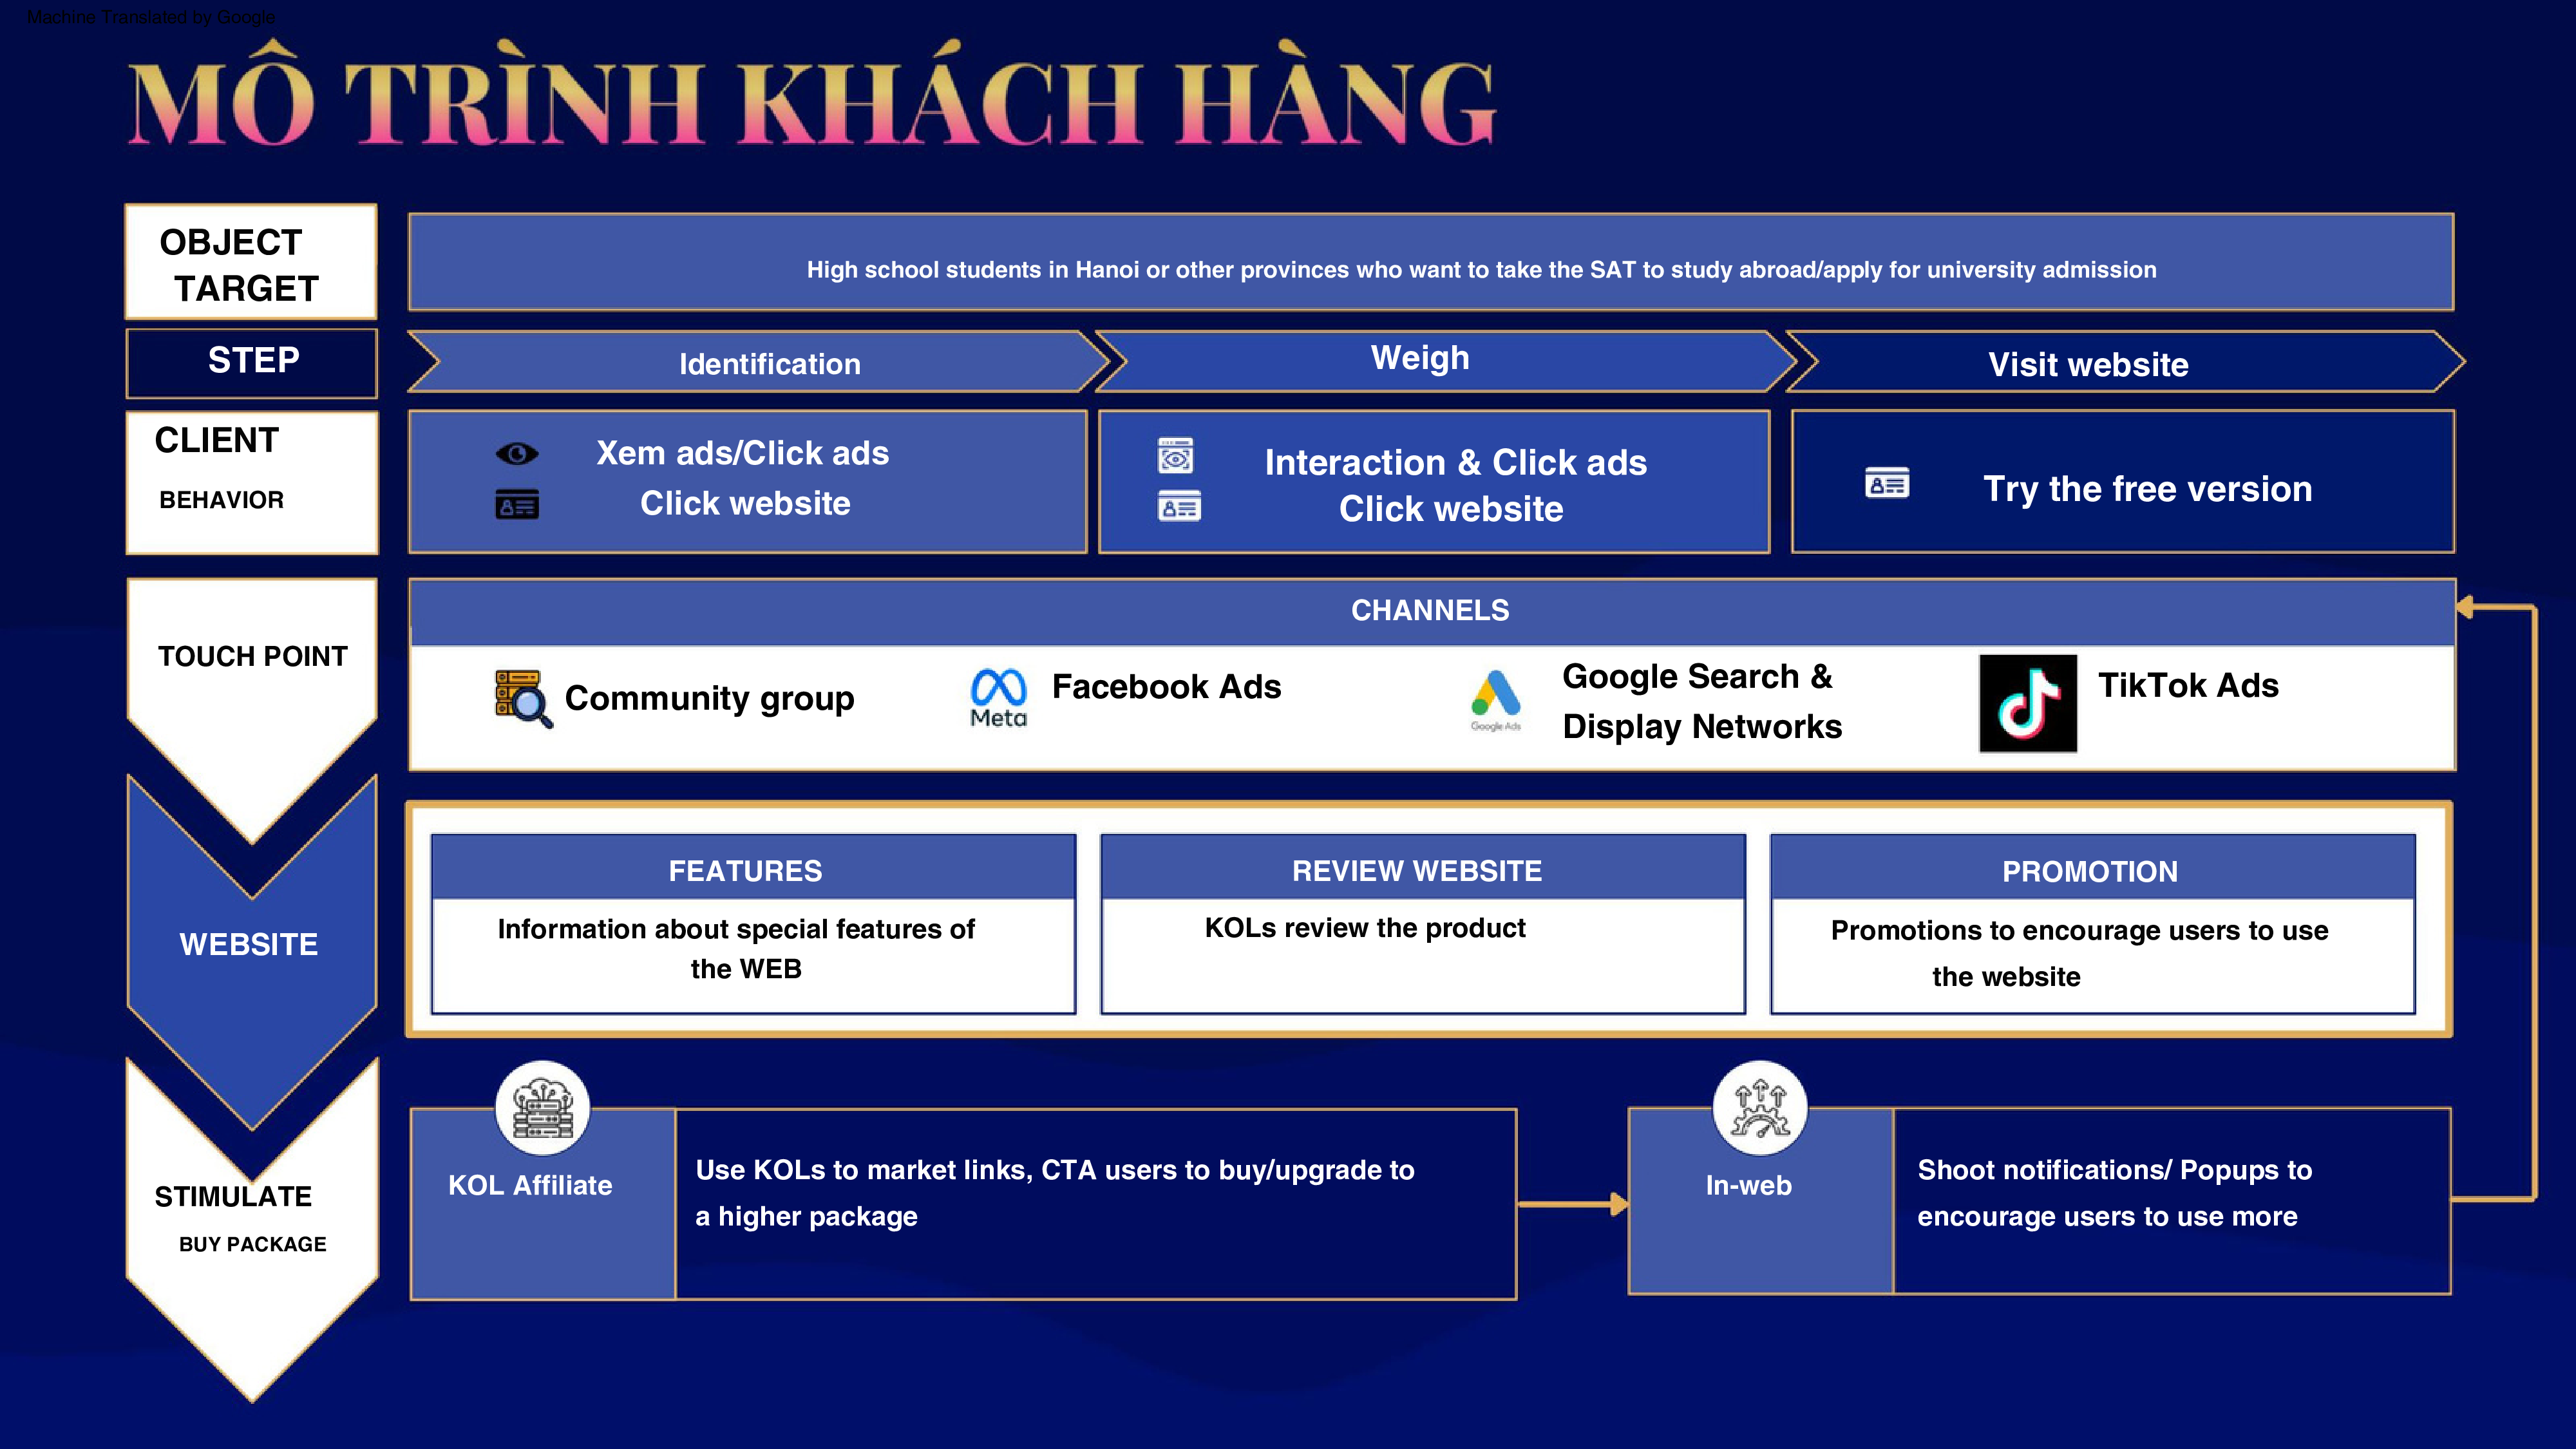 Machine Translated by Google
MÔ TRÌNH KHÁCH HÀNG
OBJECT
TARGET
High school students in Hanoi or other provinces who want to take the SAT to study abroad/apply for university admission
STEP
Identification
Weigh
Visit website
CLIENT
BEHAVIOR
Xem ads/Click ads
Click website
Interaction & Click ads
Click website
Try the free version
TOUCH POINT
CHANNELS
Community group
Meta
Facebook Ads
Google Ads
Google Search &
Display Networks
TikTok Ads
WEBSITE
FEATURES
Information about special features of
the WEB
REVIEW WEBSITE
KOLs review the product
PROMOTION
Promotions to encourage users to use
the website
STIMULATE
BUY PACKAGE
KOL Affiliate
Use KOLs to market links, CTA users to buy/upgrade to
a higher package
In-web
Shoot notifications/ Popups to
encourage users to use more